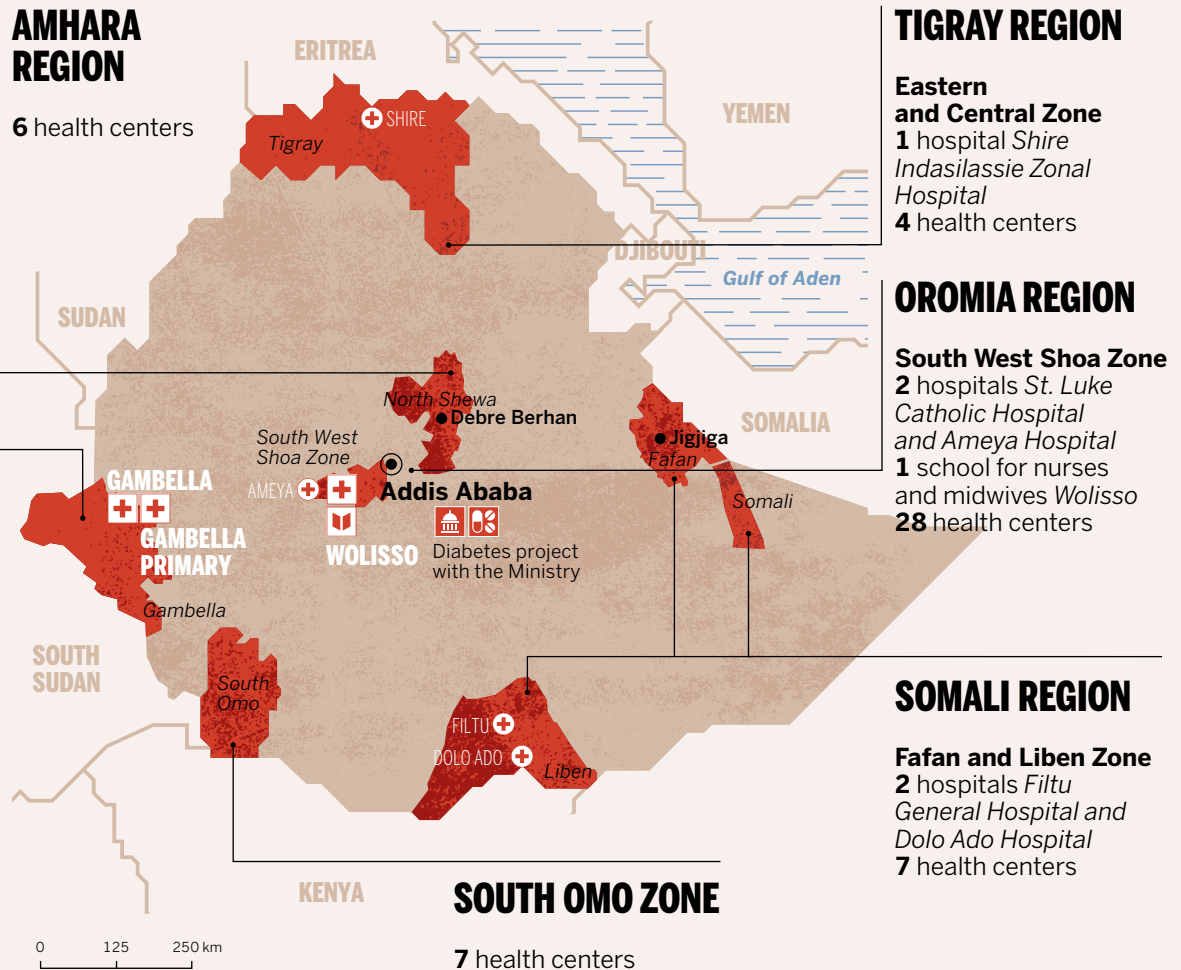 AMHARA
REGION
6 health centers
TIGRAY REGION
Eastern
and Central Zone
1 hospital Shire
Indasilassie Zonal
Hospital
4 health centers
OROMIA REGION
South West Shoa Zone
2 hospitals St. Luke
Catholic Hospital
and Ameya Hospital
1 school for nurses
and midwives Wolisso
28 health centers
SOMALI REGION
Fafan and Liben Zone
2 hospitals Filtu
General Hospital and
Dolo Ado Hospital
7 health centers
SOUTH OMO ZONE
7 health centers
ERITREA
YEMEN
SHIRE
Tigray
DJIBOUTI
Gulf of Aden
SUDAN
North Shewa
Debre Berhan
SOMALIA
South West
Shoa Zone
Jigjiga
Fafan
AMEYA
Addis Ababa
Somali
GAMBELLA
GAMBELLA
PRIMARY
WOLISSO
Diabetes project
with the Ministry
Gambella
SOUTH
SUDAN
South
Omo
FILTU
DOLO ADO
Liben
KENYA
0 125 250 km